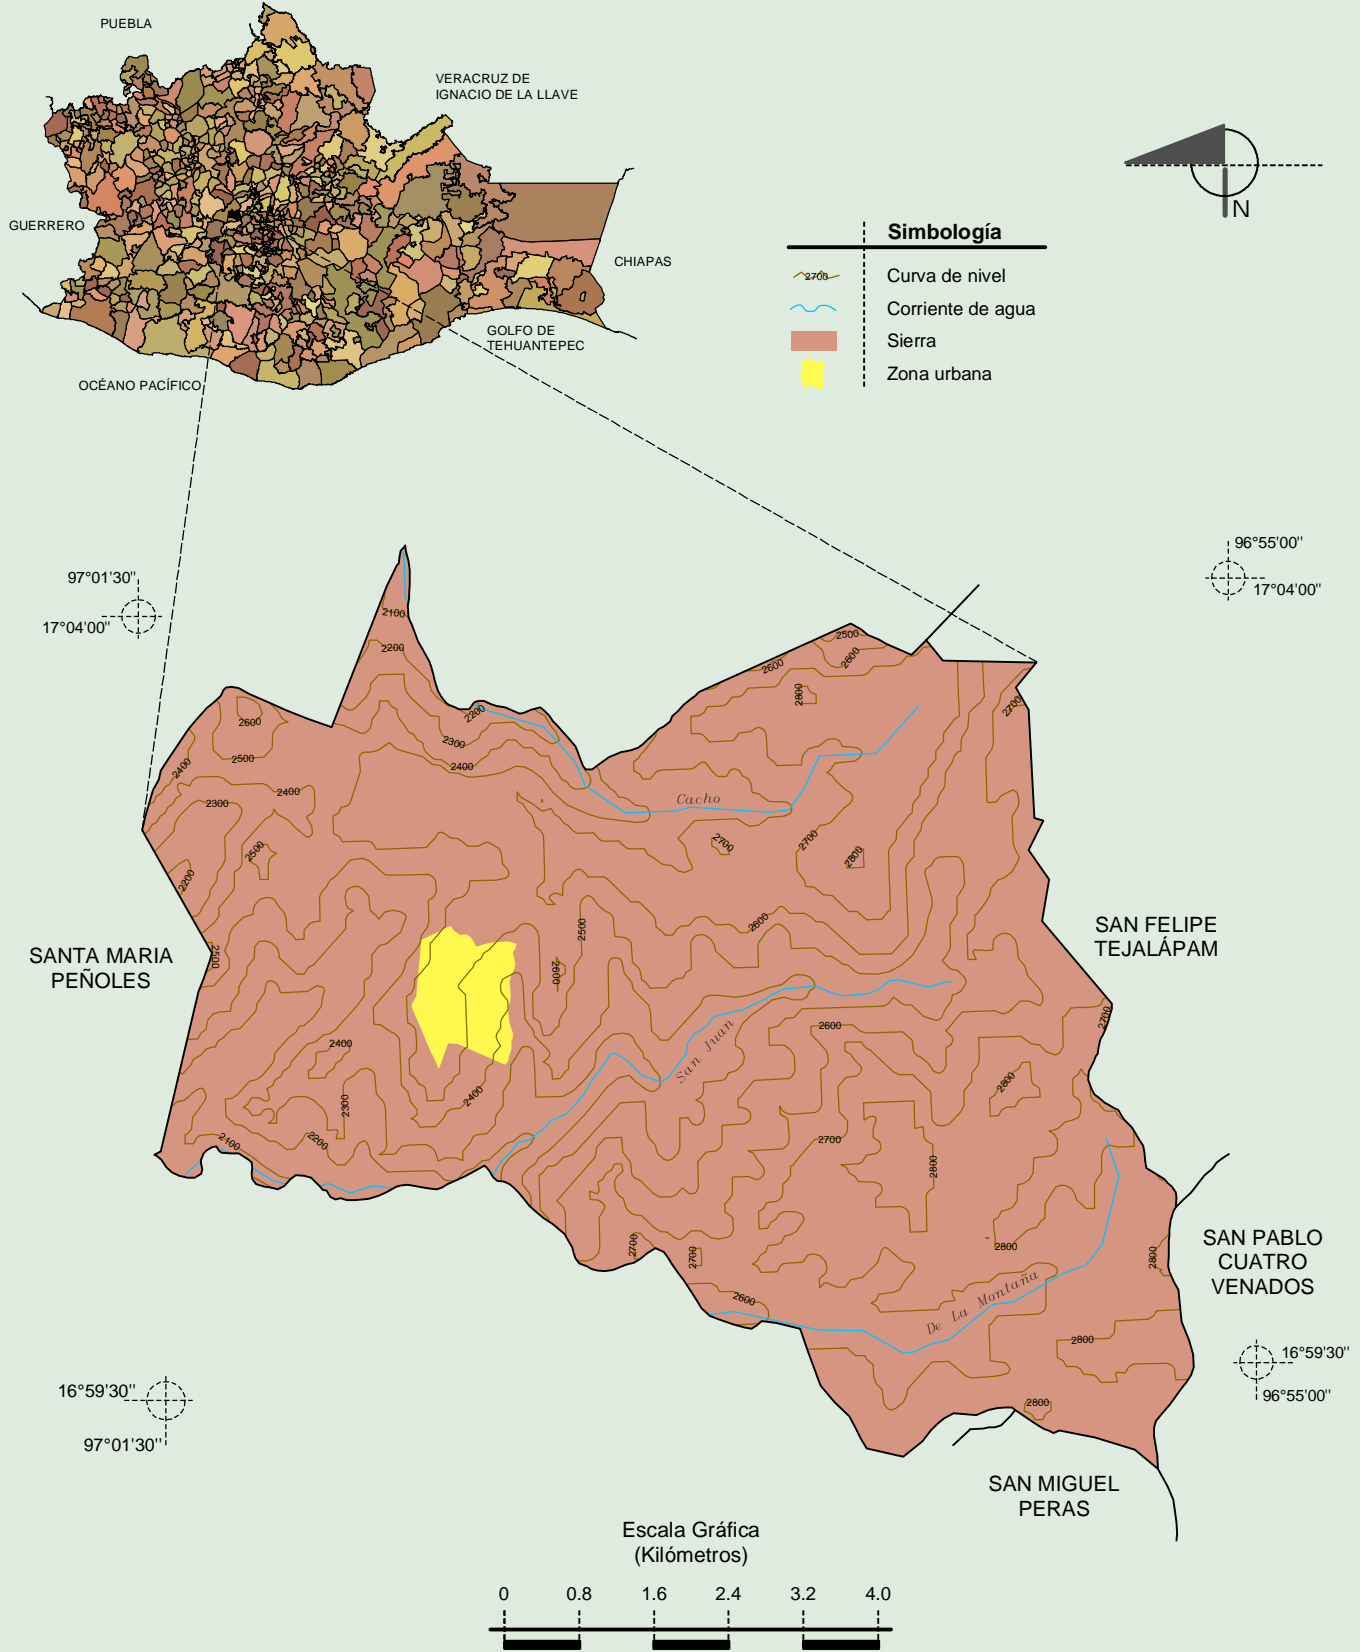 PUEBLA
VERACRUZ DE
IGNACIO DE LA LLAVE
GUERRERO
CHIAPAS
GOLFO DE
TEHUANTEPEC
OCÉANO PACÍFICO
N
Simbología
2700
Curva de nivel
Corriente de agua
Sierra
Zona urbana
97°01'30"
17°04'00"
96°55'00"
17°04'00"
2100
2200
2500
2600
2600
2800
2700
2600
2500
2400
2200
2300
2400
2300
2400
Cacho
2500
2200
2700
2700
2800
2500
2500
2600
2600
SANTA MARIA
PEÑOLES
SAN FELIPE
TEJALÁPAM
2700
2600
San Juan
2400
2300
2400
2800
2100
2200
2700
2800
2700
2700
2800
2800
2600
De La Montaña
2800
2800
SAN PABLO
CUATRO
VENADOS
16°59'30"
97°01'30"
16°59'30"
96°55'00"
SAN MIGUEL
PERAS
Escala Gráfica
(Kilómetros)
0 0.8 1.6 2.4 3.2 4.0